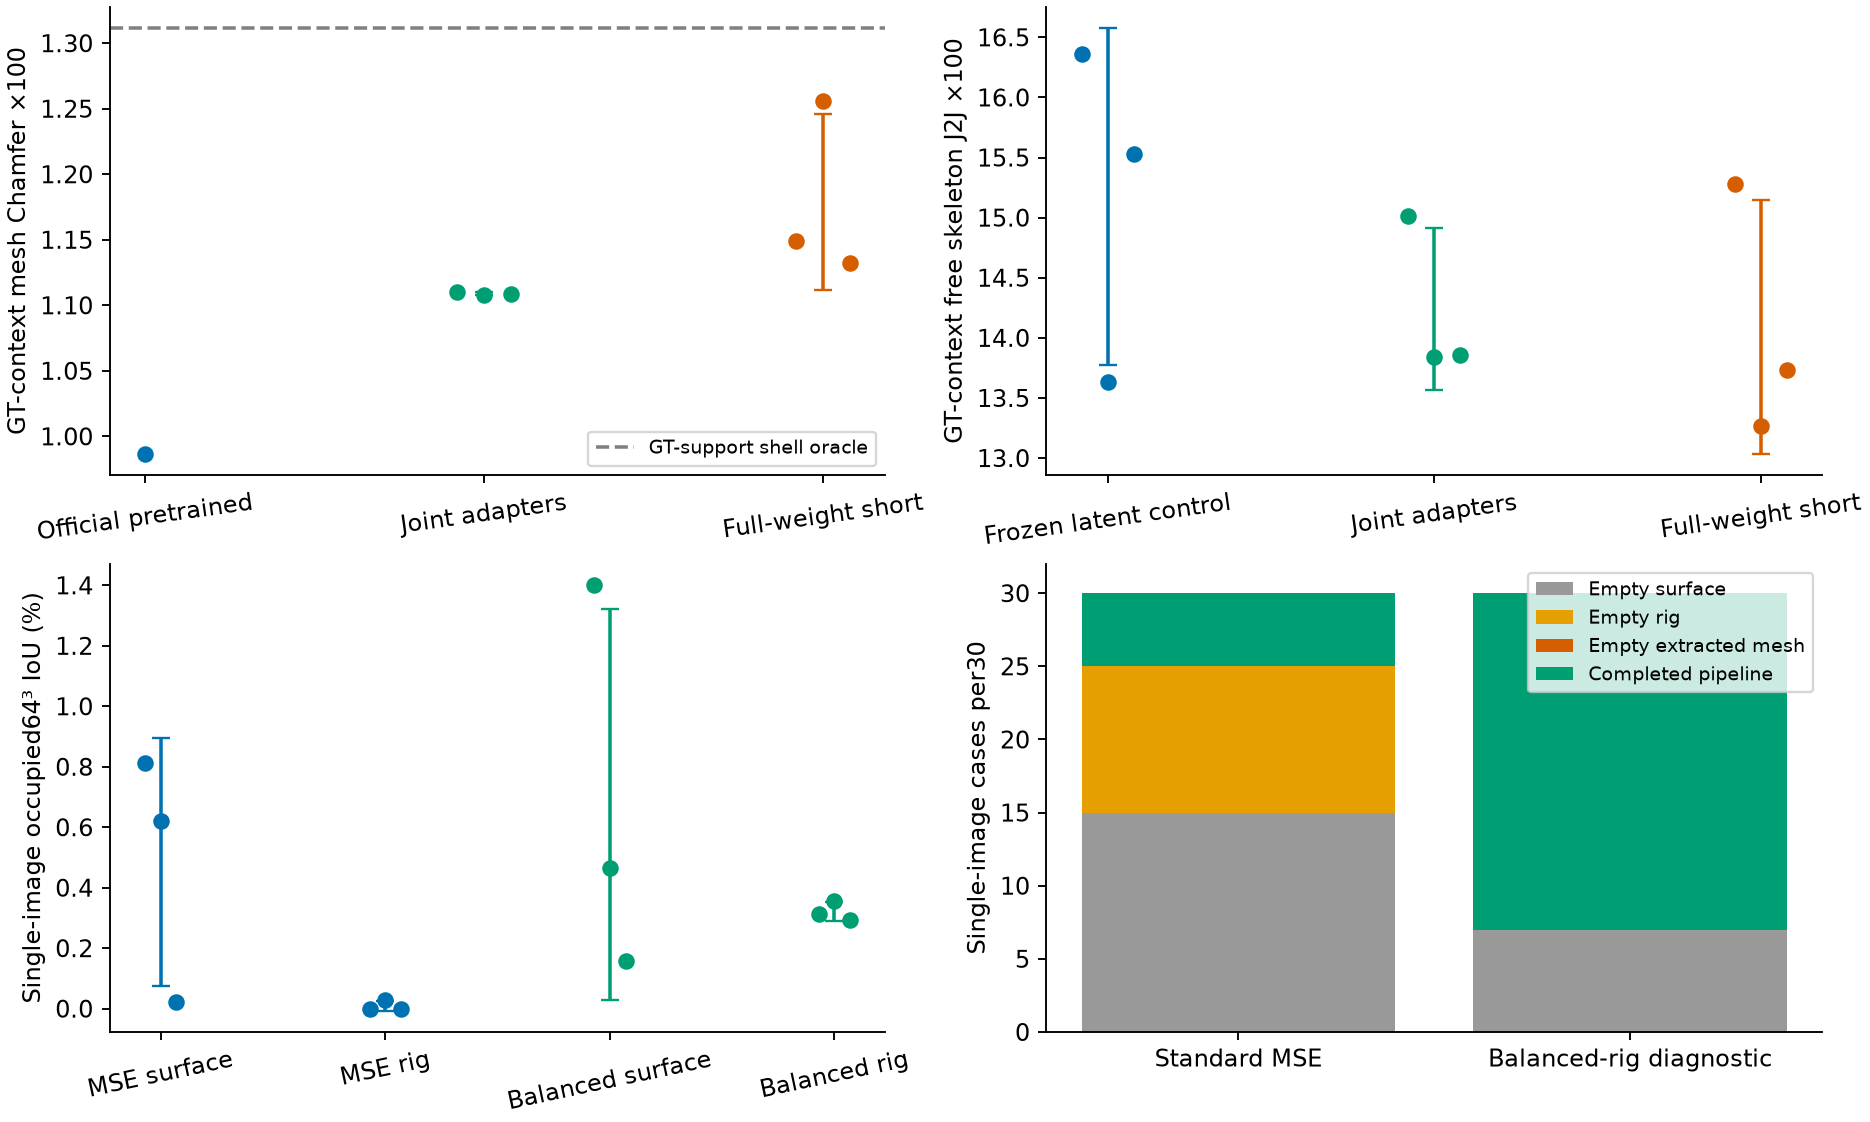 GT-context mesh Chamfer ×100
1.30
1.25
1.20
1.15
1.10
1.05
1.00
GT-support shell oracle
Official pretrained
Joint adapters
Full-weight short
GT-context free skeleton J2J ×100
16.5
16.0
15.5
15.0
14.5
14.0
13.5
13.0
Frozen latent control
Joint adapters
Full-weight short
Single-image occupied64³ IoU (%)
1.4
1.2
1.0
0.8
0.6
0.4
0.2
0.0
MSE surface
MSE rig
Balanced surface
Balanced rig
Single-image cases per30
30
25
20
15
10
5
0
Empty surface
Empty rig
Empty extracted mesh
Completed pipeline
Standard MSE
Balanced-rig diagnostic